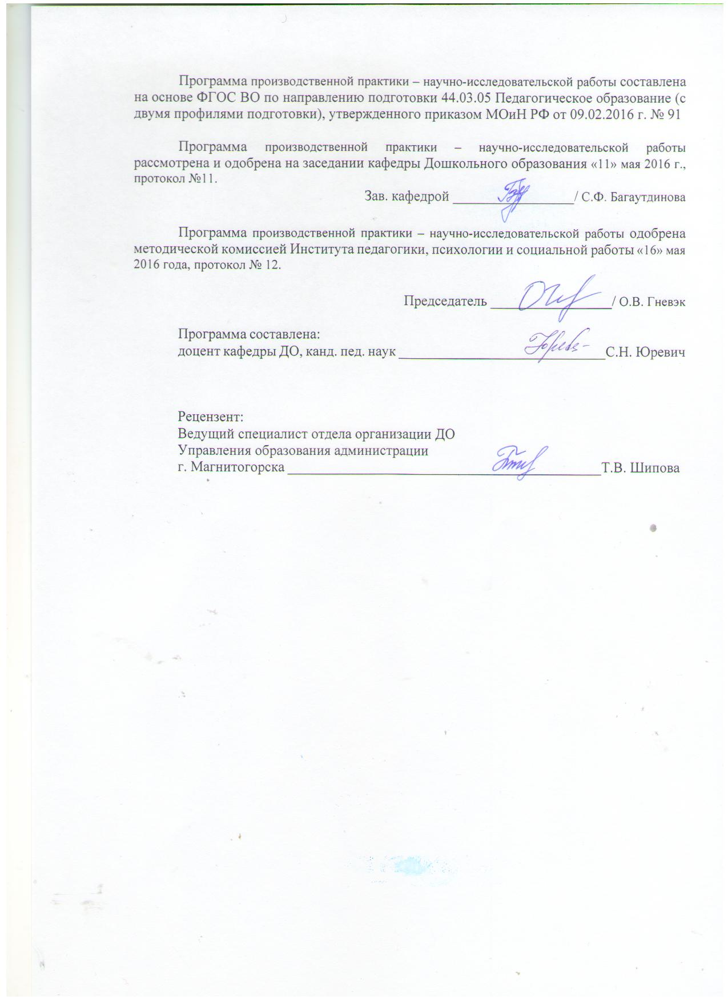 Программа производственной практики – научно-исследовательской работы составлена
на основе ФГОС ВО по направлению подготовки 44.03.05 Педагогическое образование (с
двумя профилями подготовки), утвержденного приказом МОиН РФ от 09.02.2016 г. № 91
Программа производственной практики – научно-исследовательской работы
рассмотрена и одобрена на заседании кафедры Дошкольного образования «11» мая 2016 г.,
протокол №11.
Зав. кафедрой _________________/ С.Ф. Багаутдинова
Программа производственной практики – научно-исследовательской работы одобрена
методической комиссией Института педагогики, психологии и социальной работы «16» мая
2016 года, протокол № 12.
Председатель _________________/ О.В. Гневэк
Программа составлена:
доцент кафедры ДО, канд. пед. наук _____________________________С.Н. Юревич
Рецензент:
Ведущий специалист отдела организации ДО
Управления образования администрации
г. Магнитогорска ____________________________________________Т.В. Шипова